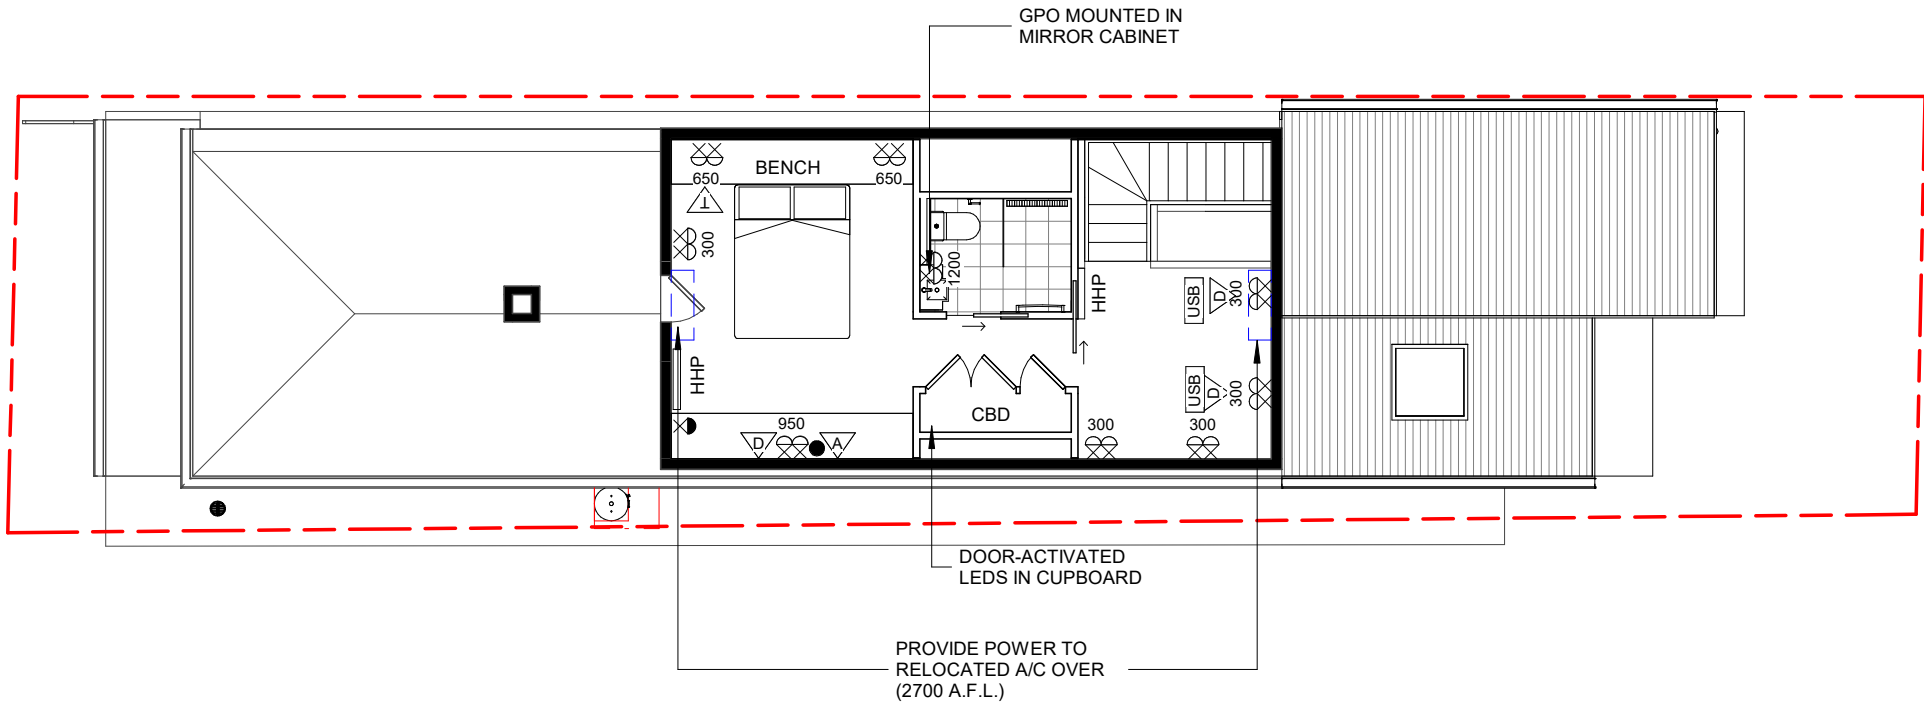 GPO MOUNTED IN
MIRROR CABINET
BENCH
650
650
T
300
1200
HHP
USB
D
300
HHP
USB
D
300
CBD
950
D
A
300
300
DOOR-ACTIVATED
LEDS IN CUPBOARD
PROVIDE POWER TO
RELOCATED A/C OVER
(2700 A.F.L.)